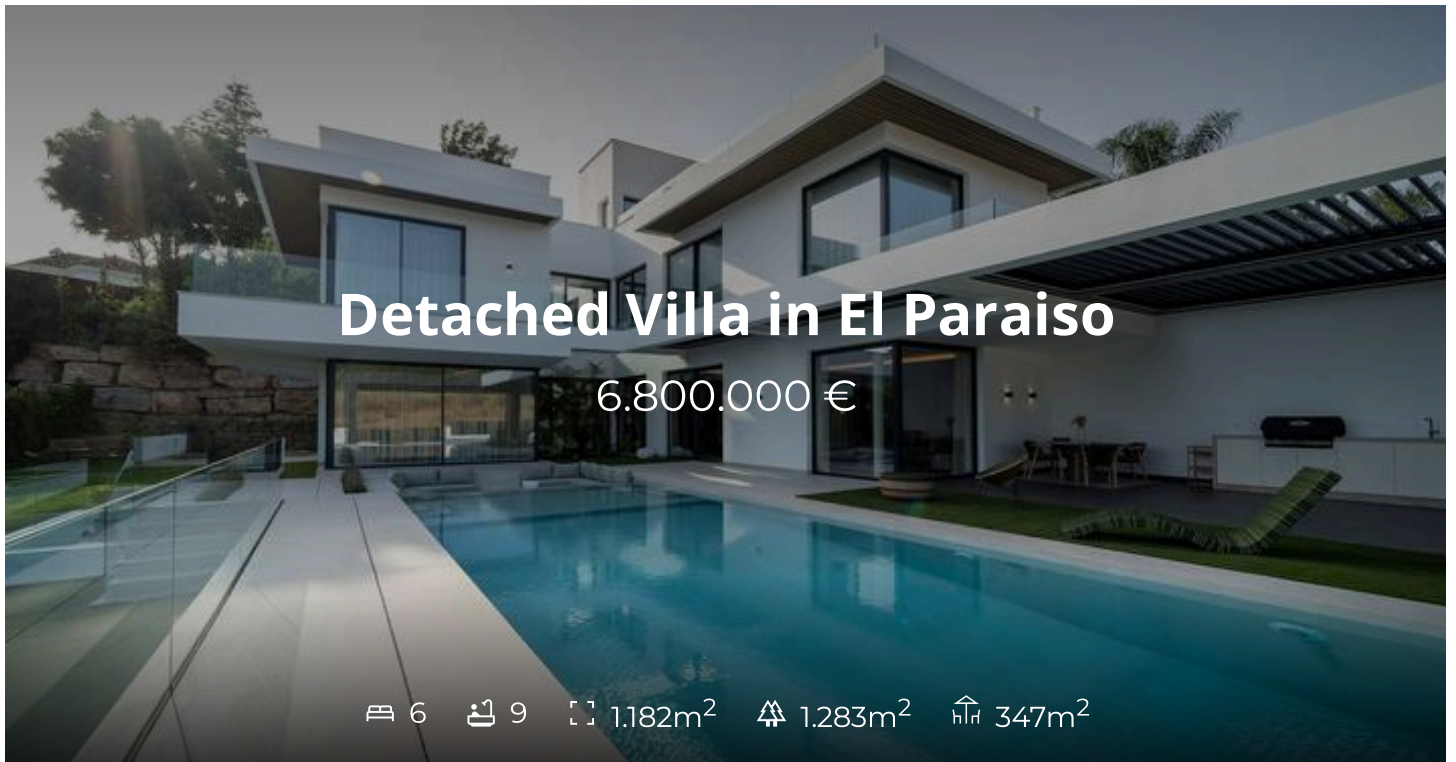 Detached Villa in El Paraiso
6.800.000 €
6 9 1.182m² 1.283m² 347m²